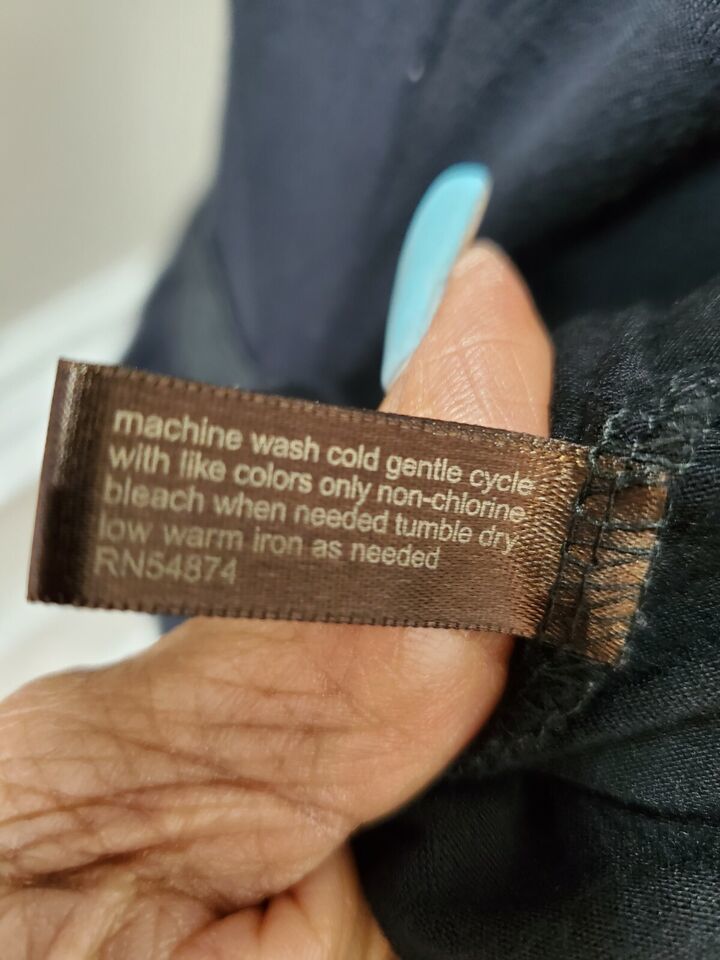 machine wash cold gentle cycle
with like colors only non-chlorine
bleach when needed tumble dry
low warm iron as needed
RN54874